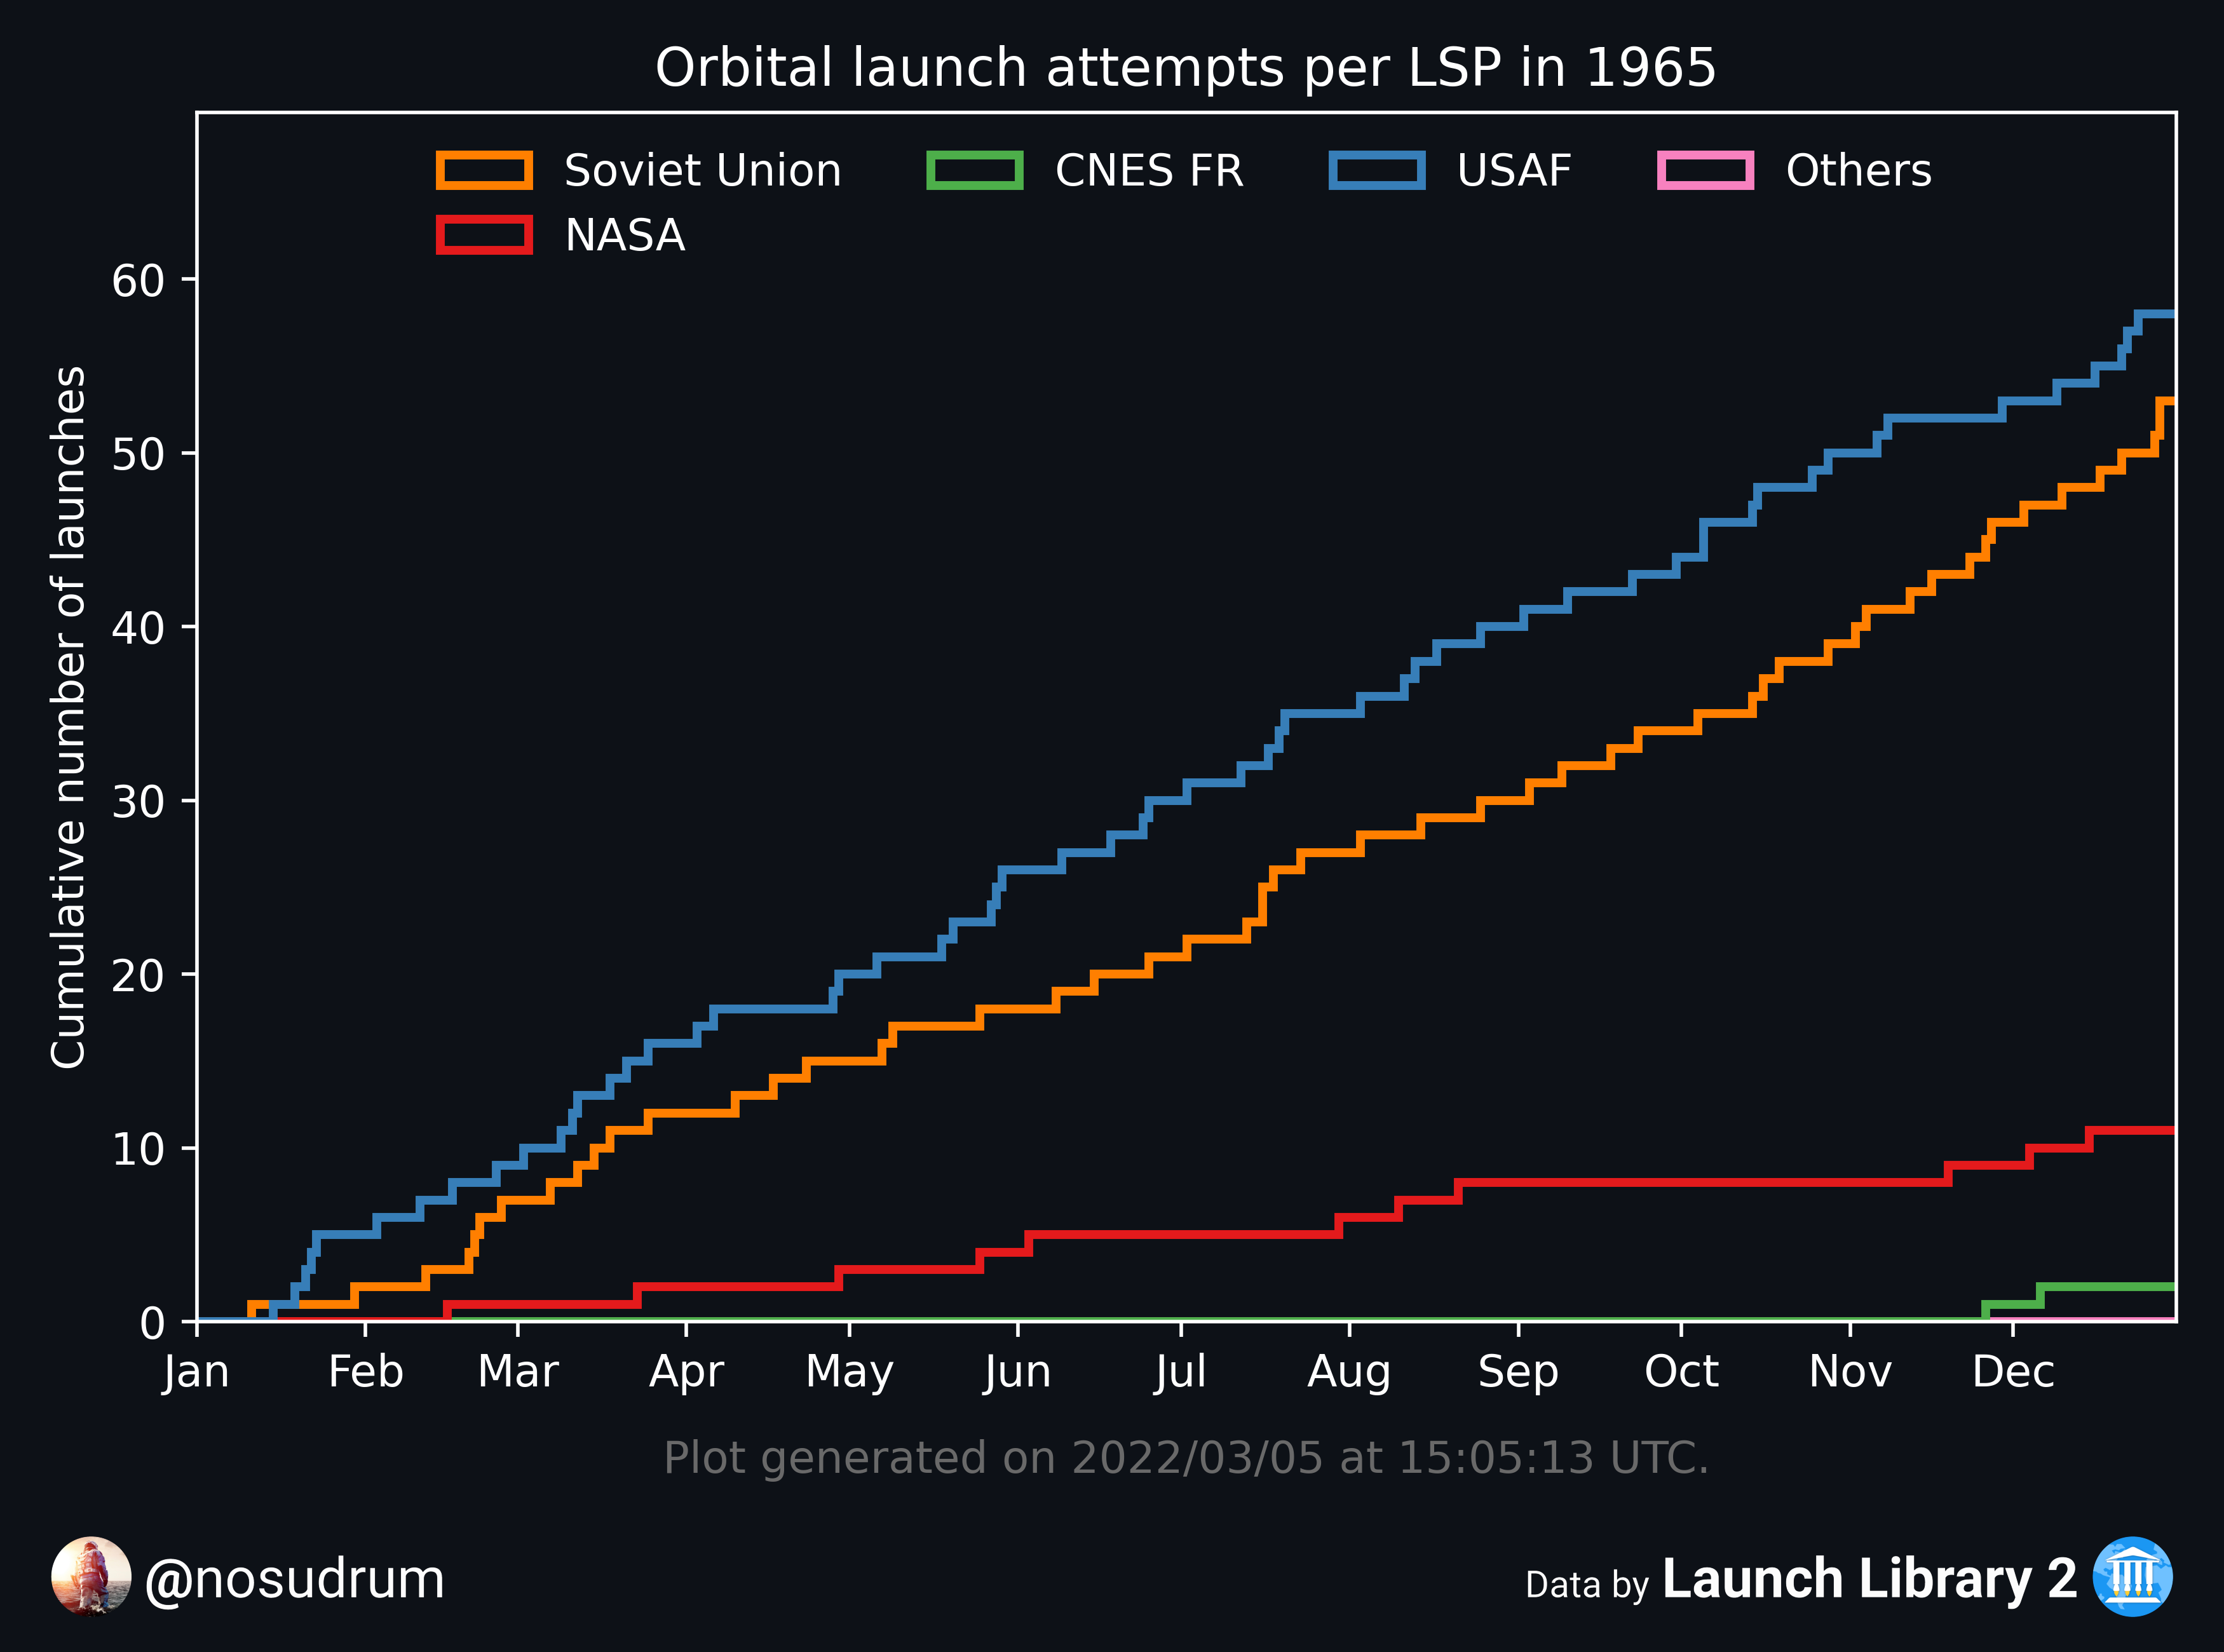 Orbital launch attempts per LSP in 1965
Soviet Union
CNES FR
USAF
Others
NASA
Cumulative number of launches
60
50
40
30
20
10
0
Jan Feb Mar Apr May Jun Jul Aug Sep Oct Nov Dec
Plot generated on 2022/03/05 at 15:05:13 UTC.
@nosudrum
Data by Launch Library 2